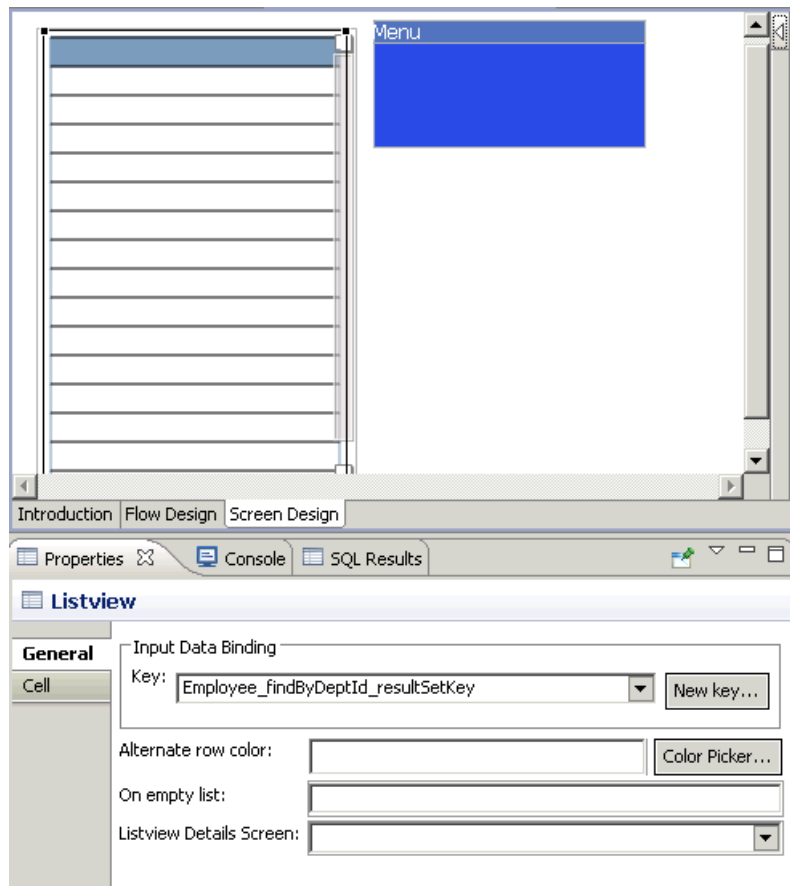 Menu
Introduction Flow Design Screen Design
Properties Console SQL Results
Listview
General
Cell
Input Data Binding
Key: Employee_findByDeptId_resultSetKey New key...
Alternate row color: Color Picker...
On empty list:
Listview Details Screen: